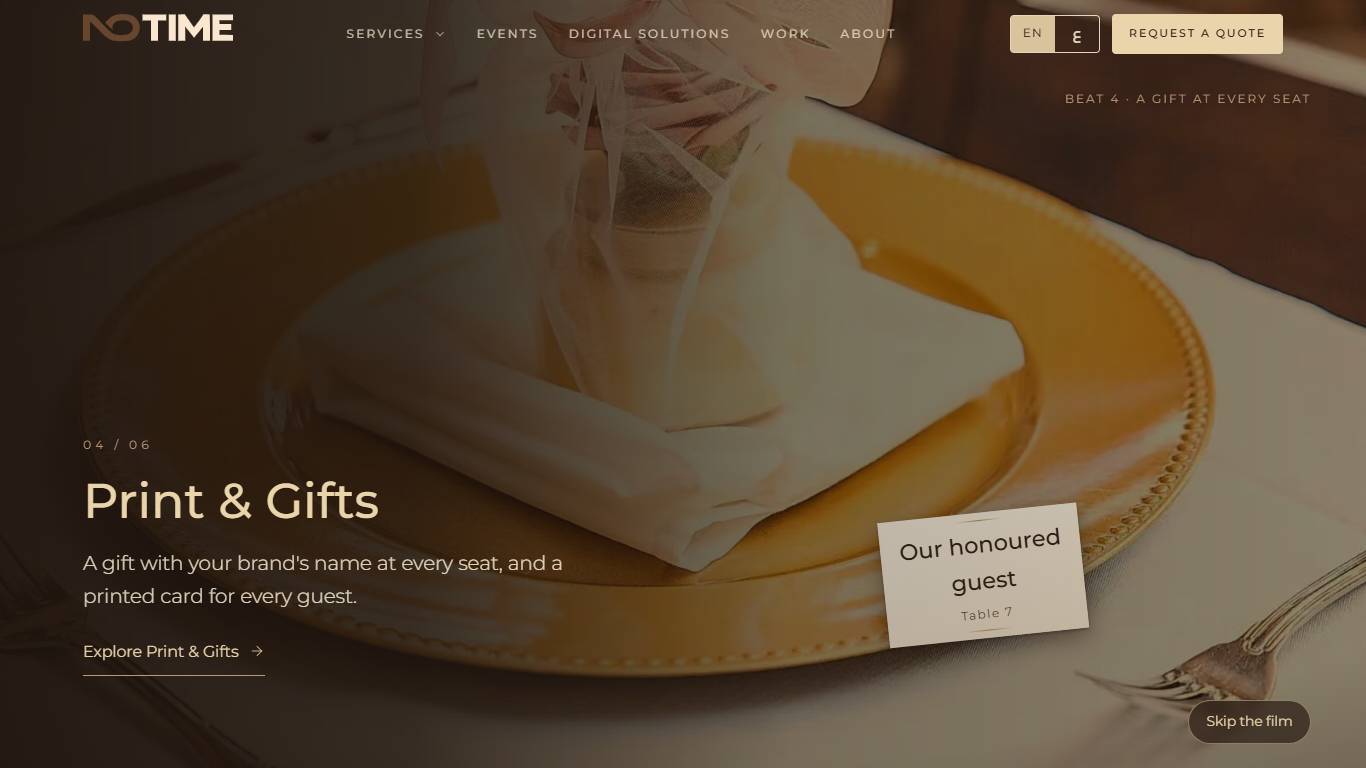 NOTIME
SERVICES
EVENTS
DIGITAL SOLUTIONS
WORK
ABOUT
EN
ع
REQUEST A QUOTE
BEAT 4 · A GIFT AT EVERY SEAT
04 / 06
Print & Gifts
A gift with your brand's name at every seat, and a
printed card for every guest.
Explore Print & Gifts →
Our honoured
guest
Table 7
Skip the film